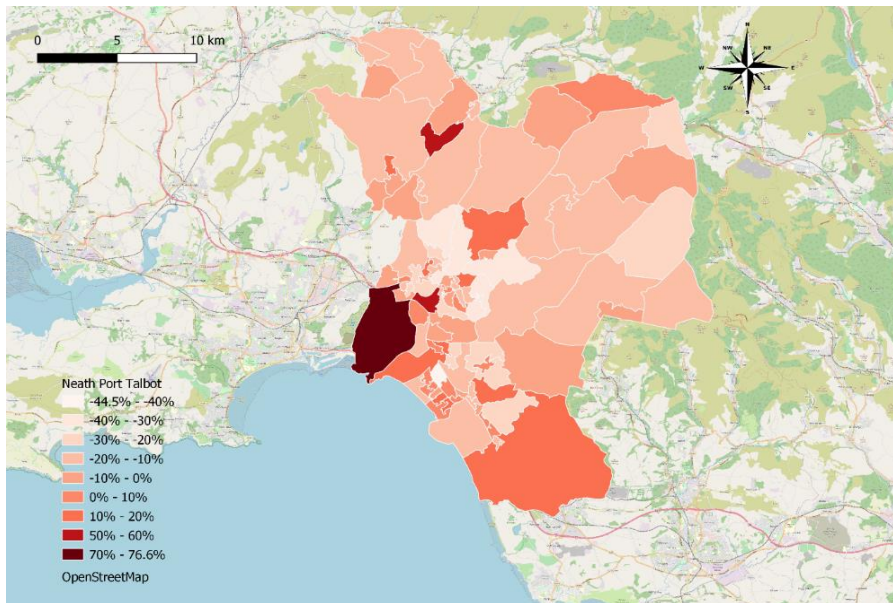 0 5 10 km
N
NW NE
W E
SW SE
S
Neath Port Talbot
-44.5% - -40%
-40% - -30%
-30% - -20%
-20% - -10%
-10% - 0%
0% - 10%
10% - 20%
50% - 60%
70% - 76.6%
OpenStreetMap